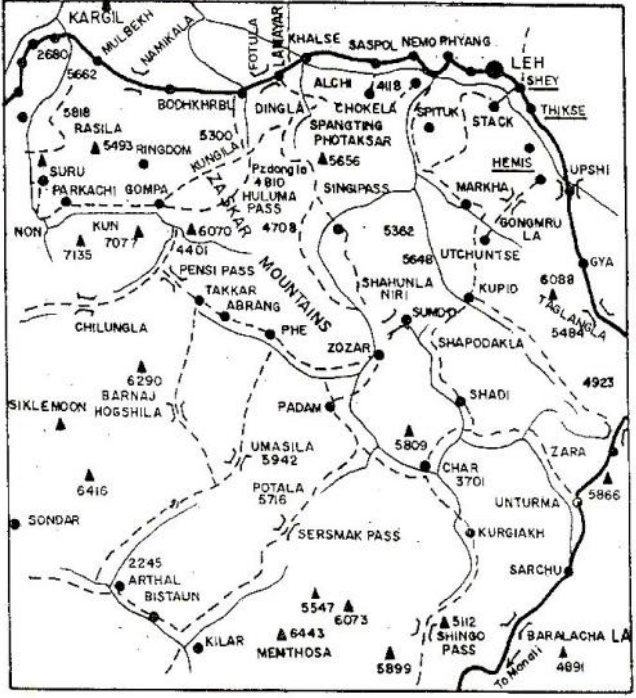 KARGIL
MULBEKH
NAMIKALA
FOTULA
LAMAYAR
KHALSE
SASPOL
NEMO
PHYANG
LEH
SHEY
2680
5662
BODHKHRBL
DINGLA
ALCHI
4118
CHOKELA
SPITUK
STACK
THIKSE
5818
RASILA
5493
RINGDOM
5300
KUNGILA
SPANGTING
PHOTAKSAR
5656
HEMIS
SURU
PARKACHI
GOMPA
ZASKAR
MOUNTAINS
Pzdangla
4810
HULUMA
PASS
4708
SINGIPASS
MARKHA
UPSHI
GONGMRU
LA
NON
KUN
7077
7135
6070
4401
5362
5648
UTCHUNTSE
GYA
PENSI PASS
TAKKAR
ABRANG
SHAHUNLA
NIRI
SUMDO
KUPID
6088
TAGLANGLA
5484
CHILUNGLA
PHE
ZOZAR
SHAPODAKLA
4923
6290
BARNAJ
HOGSHILA
SIKLEMOON
PADAM
SHADI
5809
UMASILA
5942
CHAR
3701
ZARA
5866
6416
POTALA
5716
UNTURMA
SONDAR
SERSMAK PASS
KURGIAKH
2245
ARTHAL
BISTAUN
SARCHU
5547
6073
5112
SHINGO
PASS
BARALACHA LA
KILAR
6443
MENTHOSA
5899
To Manali
4891